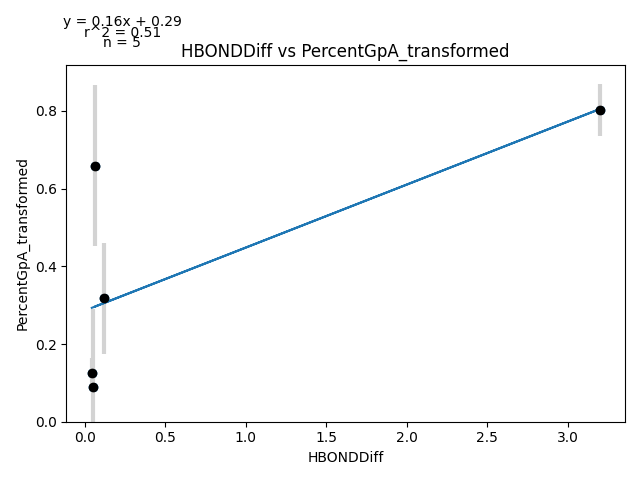 y = 0.16x + 0.29
r^2 = 0.51
n = 5
HBONDDiff vs PercentGpA_transformed
PercentGpA_transformed
0.8
0.6
0.4
0.2
0.0
0.0 0.5 1.0 1.5 2.0 2.5 3.0
HBONDDiff